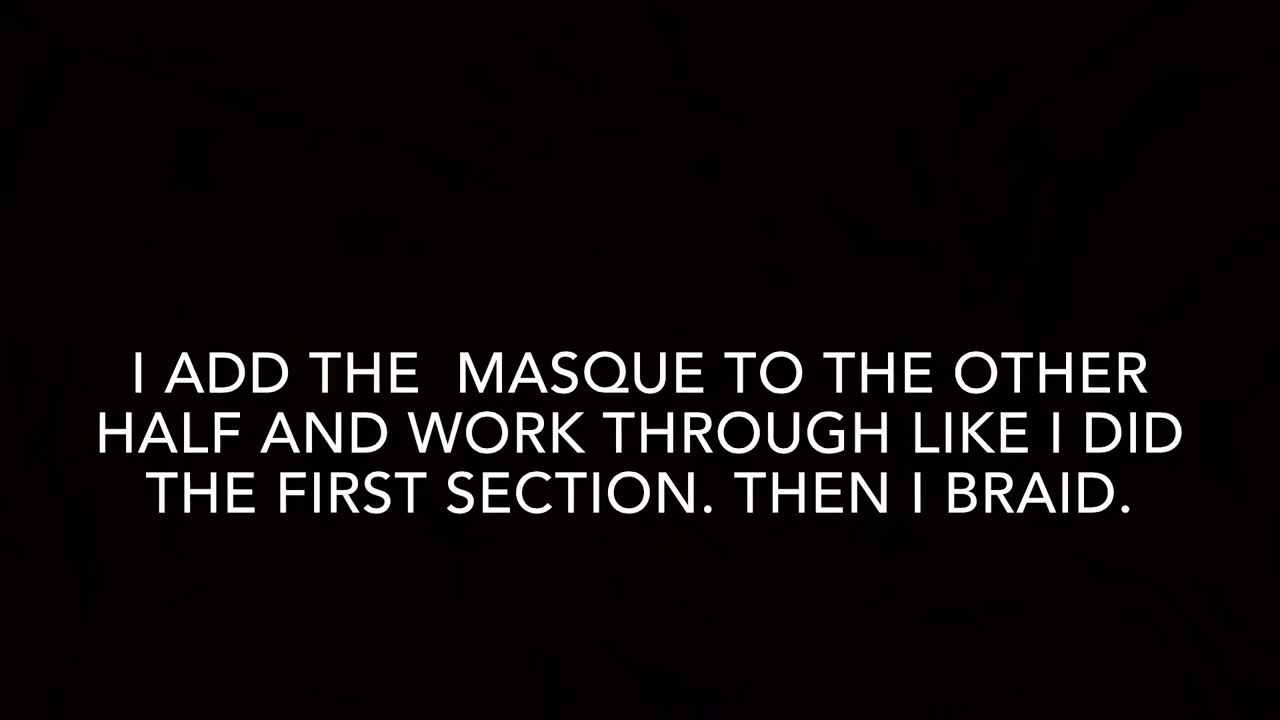 I ADD THE  MASQUE TO THE OTHER
HALF AND WORK THROUGH LIKE I DID
THE FIRST SECTION. THEN I BRAID.